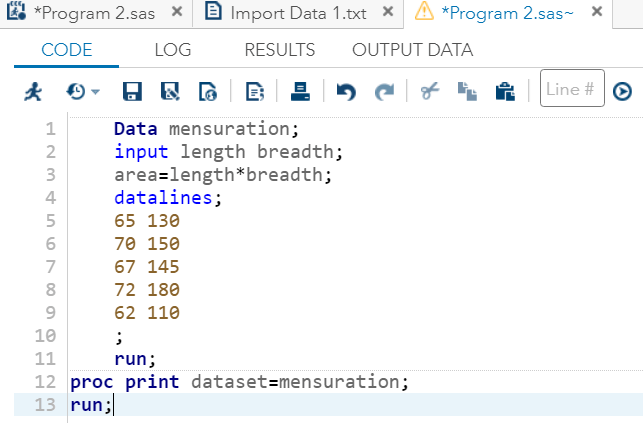 *Program 2.sas × Import Data 1.txt × *Program 2.sas~ ×
CODE LOG RESULTS OUTPUT DATA
Line #
1 Data mensuration;
2 input length breadth;
3 area=length*breadth;
4 datalines;
5 65 130
6 70 150
7 67 145
8 72 180
9 62 110
10 ;
11 run;
12 proc print dataset=mensuration;
13 run;